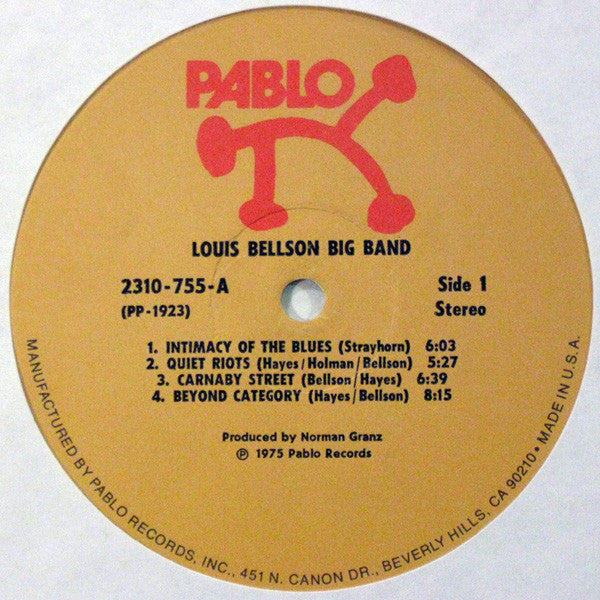 PABLO
LOUIS BELLSON BIG BAND
2310-755-A
(PP-1923)
Side 1
Stereo
1. INTIMACY OF THE BLUES (Strayhorn) 6:03
2. QUIET RIOTS (Hayes/Holman/Bellson) 5:27
3. CARNABY STREET (Bellson/Hayes) 6:39
4. BEYOND CATEGORY (Hayes/Bellson) 8:15
Produced by Norman Granz
℗ 1975 Pablo Records
MANUFACTURED BY PABLO RECORDS, INC., 451 N. CANON DR., BEVERLY HILLS, CA 90210 • MADE IN U.S.A.